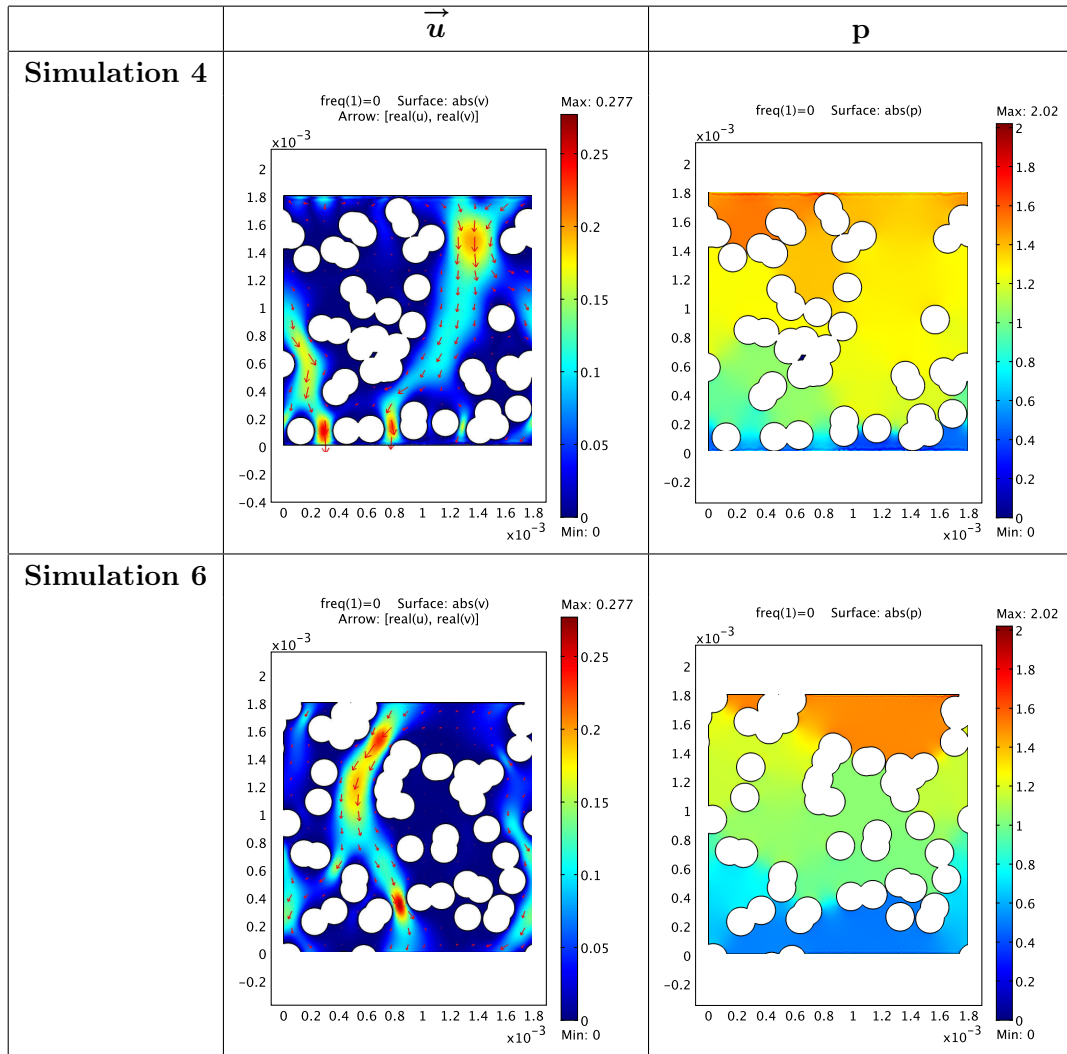 u p
Simulation 4
freq(1)=0 Surface: abs(v)
Arrow: [real(u), real(v)]
Max: 0.277
x10⁻³
2
1.8
1.6
1.4
1.2
1
0.8
0.6
0.4
0.2
0
−0.2
−0.4
0 0.2 0.4 0.6 0.8 1 1.2 1.4 1.6 1.8
x10⁻³
0.25
0.2
0.15
0.1
0.05
0
Min: 0
freq(1)=0 Surface: abs(p)
Max: 2.02
x10⁻³
2
1.8
1.6
1.4
1.2
1
0.8
0.6
0.4
0.2
0
−0.2
0 0.2 0.4 0.6 0.8 1 1.2 1.4 1.6 1.8
x10⁻³
2
1.8
1.6
1.4
1.2
1
0.8
0.6
0.4
0.2
0
Min: 0
Simulation 6
freq(1)=0 Surface: abs(v)
Arrow: [real(u), real(v)]
Max: 0.277
x10⁻³
2
1.8
1.6
1.4
1.2
1
0.8
0.6
0.4
0.2
0
−0.2
0 0.2 0.4 0.6 0.8 1 1.2 1.4 1.6 1.8
x10⁻³
0.25
0.2
0.15
0.1
0.05
0
Min: 0
freq(1)=0 Surface: abs(p)
Max: 2.02
x10⁻³
2
1.8
1.6
1.4
1.2
1
0.8
0.6
0.4
0.2
0
−0.2
0 0.2 0.4 0.6 0.8 1 1.2 1.4 1.6 1.8
x10⁻³
2
1.8
1.6
1.4
1.2
1
0.8
0.6
0.4
0.2
0
Min: 0